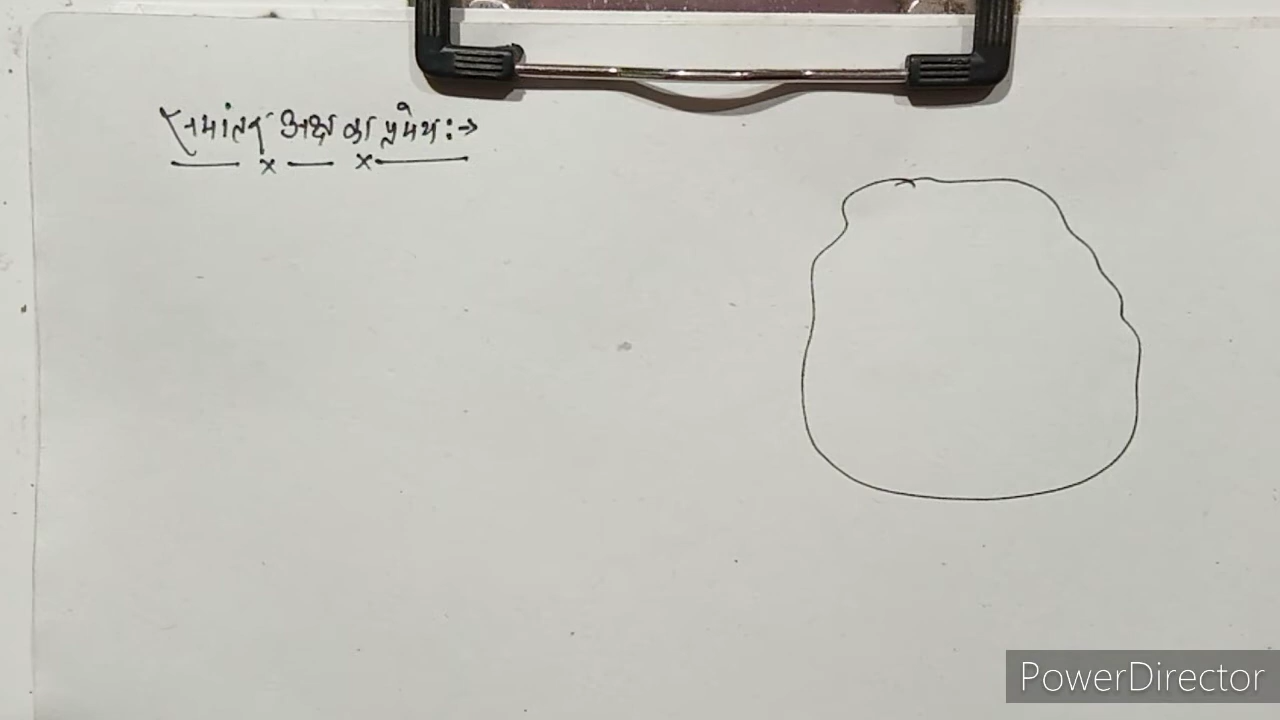 समांतर अक्ष का प्रमेय :→
PowerDirector